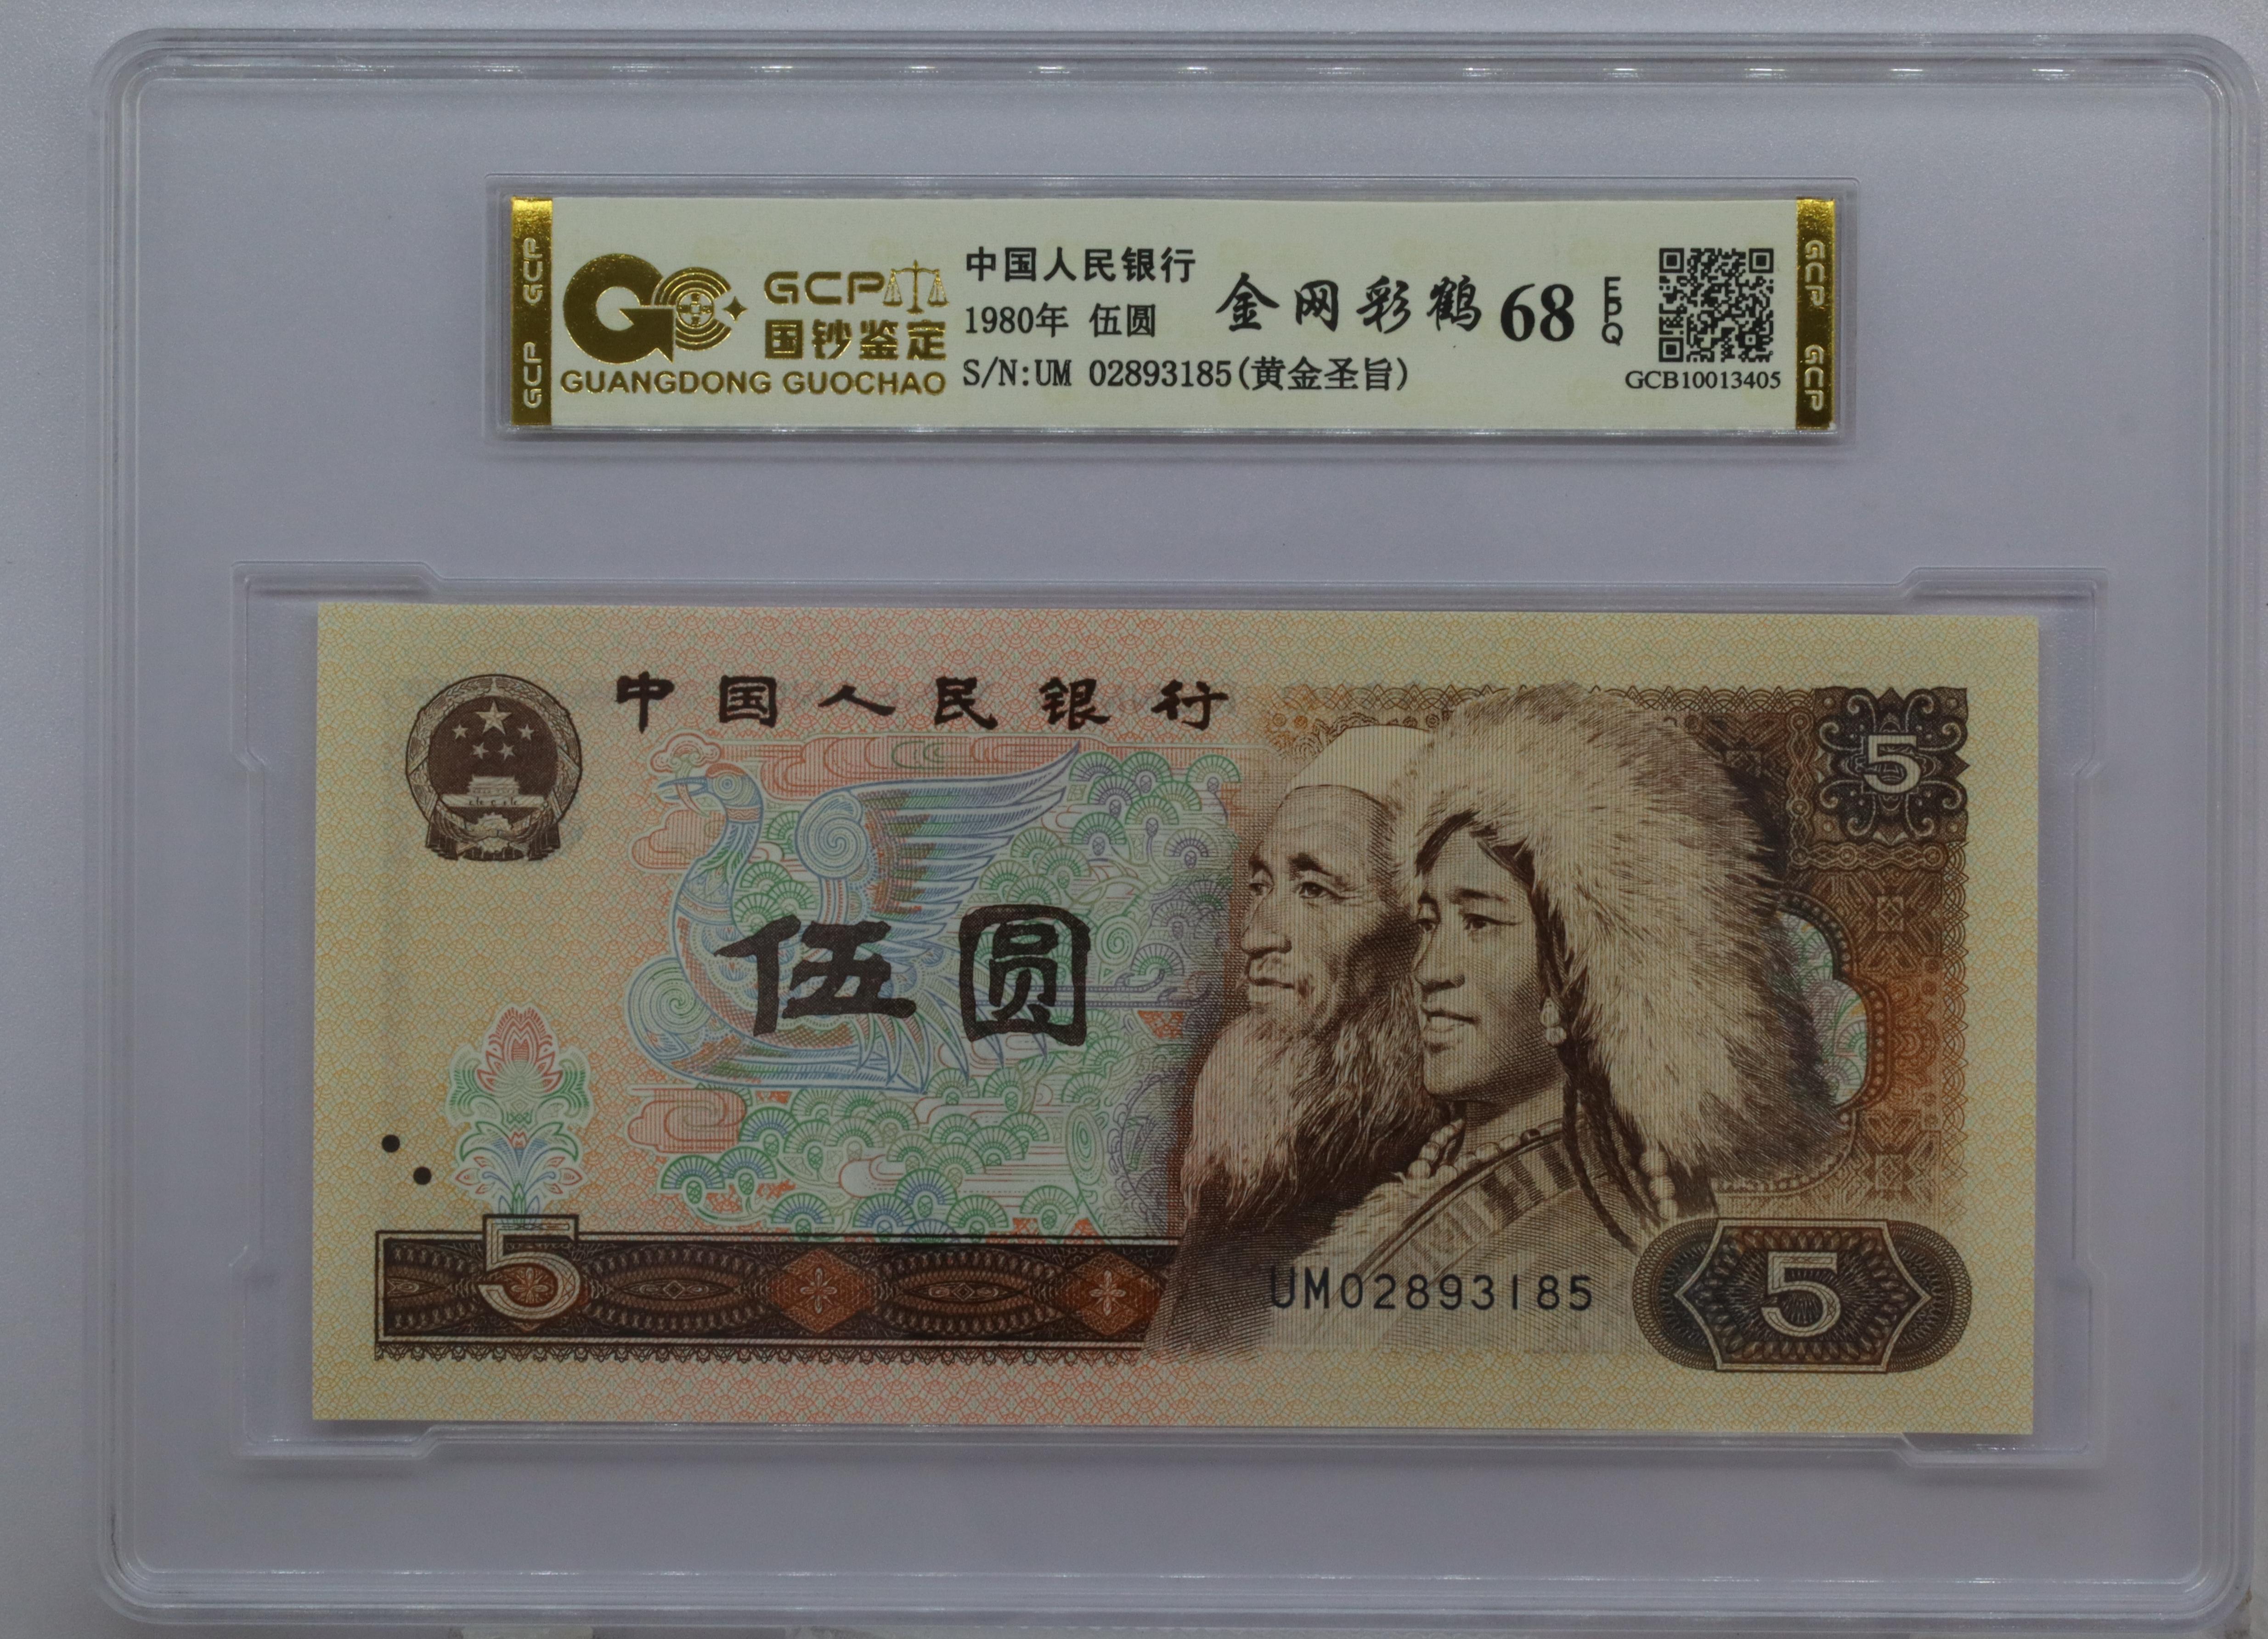 GCP GCP
GCP
国钞鉴定
GUANGDONG GUOCHAO
中国人民银行
1980年 伍圆
S/N:UM 02893185(黄金圣旨)
金网彩鹤 68 EPQ
GCB10013405
GCP GCP
中国人民银行
5
伍圆
5
UM02893185
5